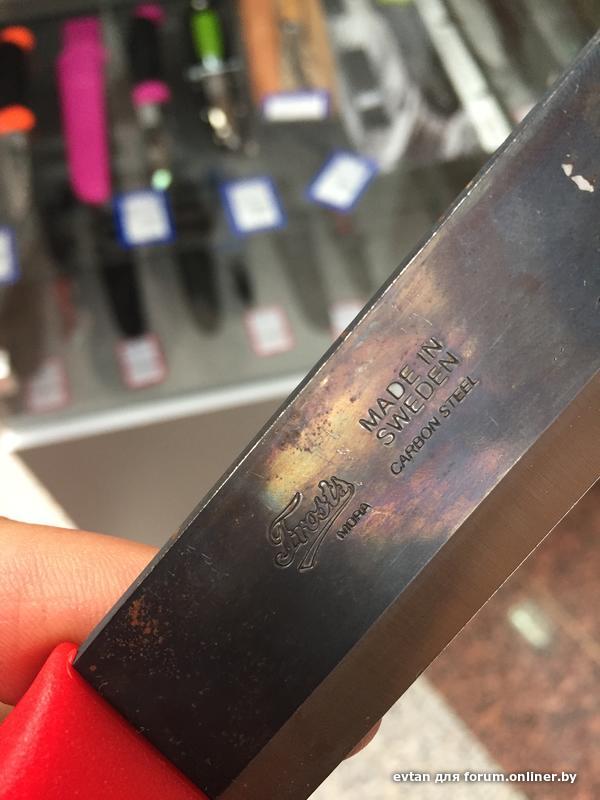 MADE IN
SWEDEN
CARBON STEEL
Frosts
MORA
evtan для forum.onliner.by